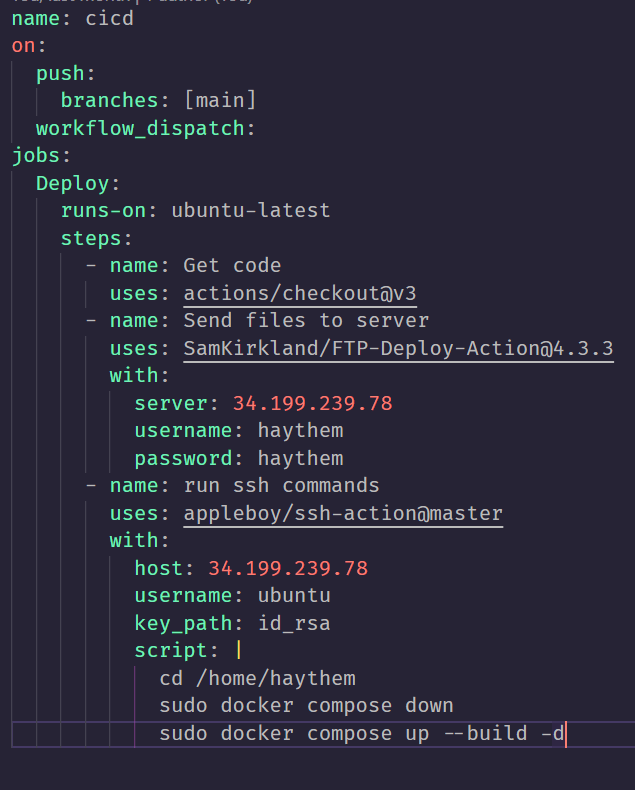 name: cicd
on:
  push:
    branches: [main]
  workflow_dispatch:
jobs:
  Deploy:
    runs-on: ubuntu-latest
    steps:
      - name: Get code
        uses: actions/checkout@v3
      - name: Send files to server
        uses: SamKirkland/FTP-Deploy-Action@4.3.3
        with:
          server: 34.199.239.78
          username: haythem
          password: haythem
      - name: run ssh commands
        uses: appleboy/ssh-action@master
        with:
          host: 34.199.239.78
          username: ubuntu
          key_path: id_rsa
          script: |
            cd /home/haythem
            sudo docker compose down
            sudo docker compose up --build -d